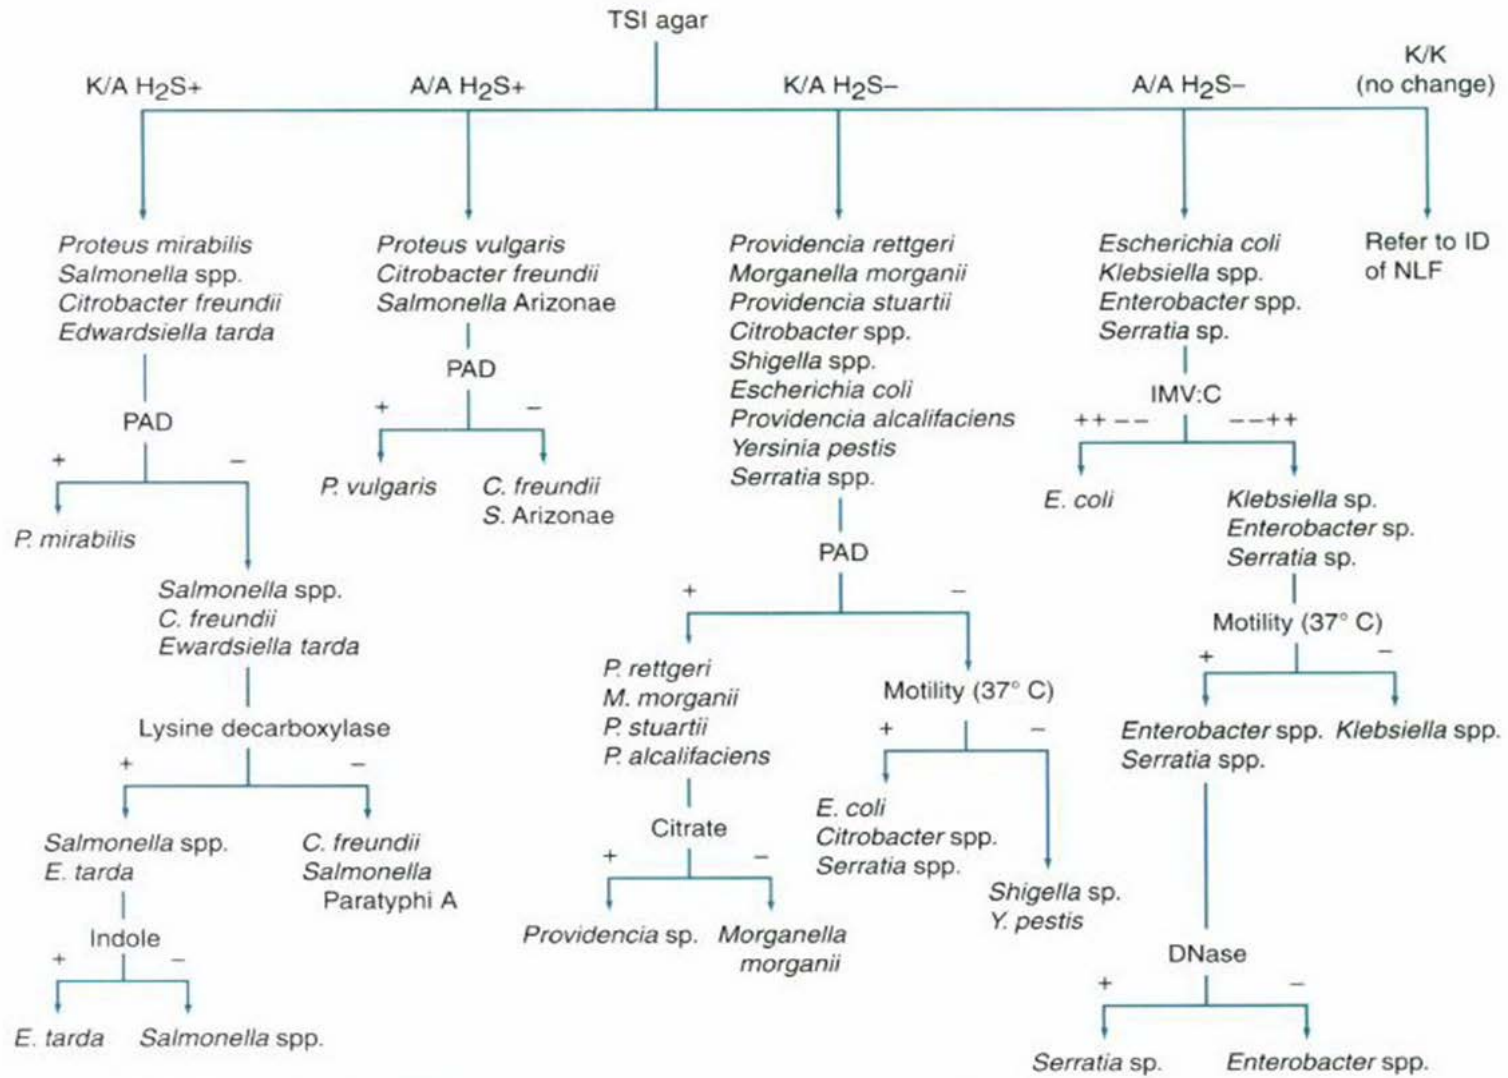 TSI agar
K/A H2S+
A/A H2S+
K/A H2S–
A/A H2S–
K/K
(no change)
Proteus mirabilis
Salmonella spp.
Citrobacter freundii
Edwardsiella tarda
PAD
+
–
P. mirabilis
Salmonella spp.
C. freundii
Ewardsiella tarda
Lysine decarboxylase
+
–
Salmonella spp.
E. tarda
C. freundii
Salmonella
Paratyphi A
Indole
+
–
E. tarda
Salmonella spp.
Proteus vulgaris
Citrobacter freundii
Salmonella Arizonae
PAD
+
–
P. vulgaris
C. freundii
S. Arizonae
Providencia rettgeri
Morganella morganii
Providencia stuartii
Citrobacter spp.
Shigella spp.
Escherichia coli
Providencia alcalifaciens
Yersinia pestis
Serratia spp.
PAD
+
–
P. rettgeri
M. morganii
P. stuartii
P. alcalifaciens
Citrate
+
–
Providencia sp.
Morganella
morganii
Motility (37° C)
+
–
E. coli
Citrobacter spp.
Serratia spp.
Shigella sp.
Y. pestis
Escherichia coli
Klebsiella spp.
Enterobacter spp.
Serratia sp.
IMV:C
++––
––++
E. coli
Klebsiella sp.
Enterobacter sp.
Serratia sp.
Motility (37° C)
+
–
Enterobacter spp.
Serratia spp.
Klebsiella spp.
DNase
+
–
Serratia sp.
Enterobacter spp.
Refer to ID
of NLF